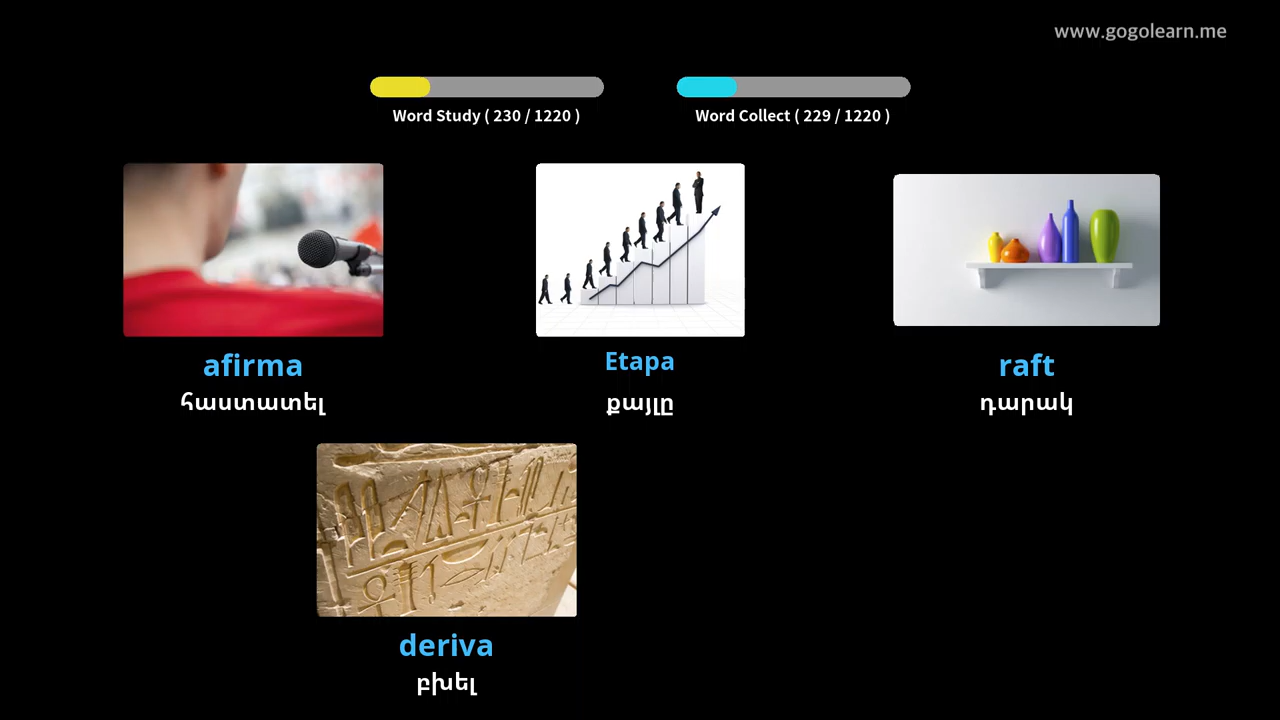 www.gogolearn.me
Word Study ( 230 / 1220 )
Word Collect ( 229 / 1220 )
afirma
հաստատել
Etapa
քայլը
raft
դարակ
deriva
բխել